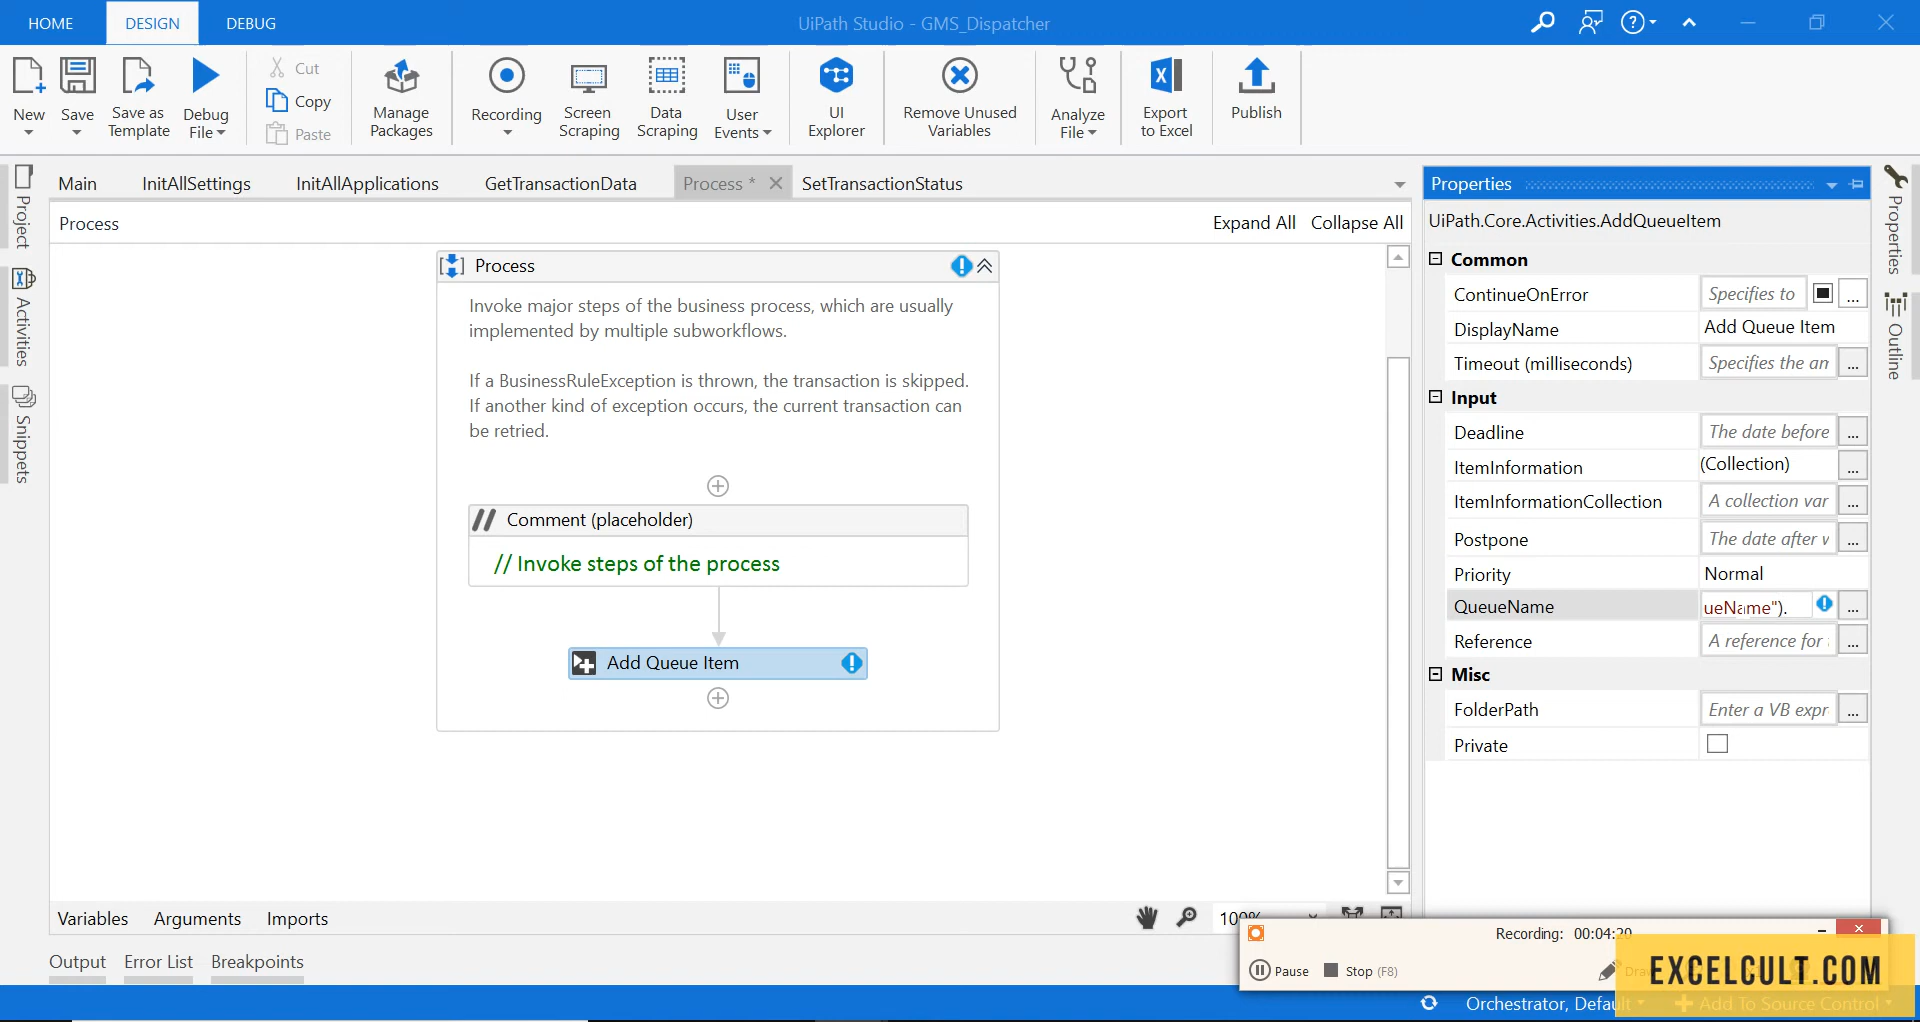 HOME
DESIGN
DEBUG
UiPath Studio - GMS_Dispatcher
New
Save
Save as
Template
Debug
File
Cut
Copy
Paste
Manage
Packages
Recording
Screen
Scraping
Data
Scraping
User
Events
UI
Explorer
Remove Unused
Variables
Analyze
File
Export
to Excel
Publish
Project
Activities
Snippets
Main
InitAllSettings
InitAllApplications
GetTransactionData
Process *
SetTransactionStatus
Process
Expand All
Collapse All
Process
Invoke major steps of the business process, which are usually
implemented by multiple subworkflows.
If a BusinessRuleException is thrown, the transaction is skipped.
If another kind of exception occurs, the current transaction can
be retried.
// Comment (placeholder)
// Invoke steps of the process
Add Queue Item
Variables
Arguments
Imports
100%
Output
Error List
Breakpoints
Properties
UiPath.Core.Activities.AddQueueItem
Common
ContinueOnError
Specifies to
...
DisplayName
Add Queue Item
Timeout (milliseconds)
Specifies the an
...
Input
Deadline
The date before
...
ItemInformation
(Collection)
...
ItemInformationCollection
A collection var
...
Postpone
The date after v
...
Priority
Normal
QueueName
ueName").
...
Reference
A reference for
...
Misc
FolderPath
Enter a VB expr
...
Private
Properties
Outline
Recording: 00:04:20
Pause
Stop (F8)
Draw
EXCELCULT.COM
Orchestrator, Default
Add To Source Control